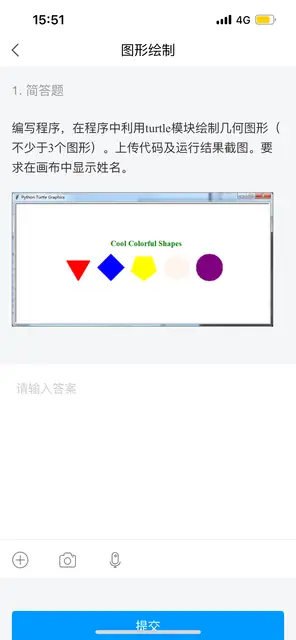 15:51
4G
图形绘制
1. 简答题
编写程序，在程序中利用turtle模块绘制几何图形（
不少于3个图形）。上传代码及运行结果截图。要
求在画布中显示姓名。
Python Turtle Graphics
Cool Colorful Shapes
请输入答案
提交